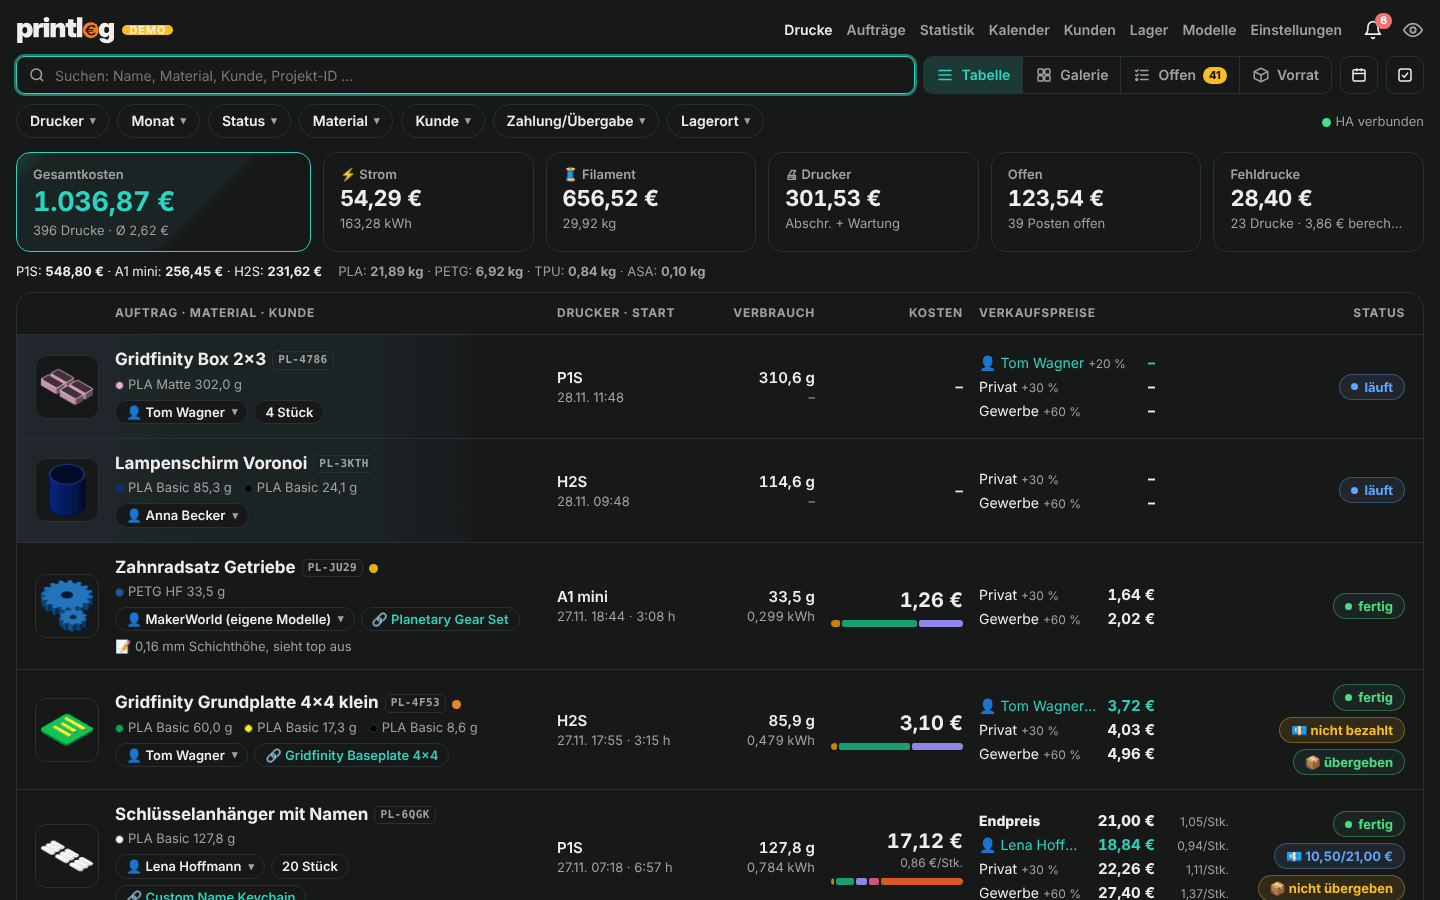 printlog DEMO
Drucke Aufträge Statistik Kalender Kunden Lager Modelle Einstellungen 6
Suchen: Name, Material, Kunde, Projekt-ID ...
Tabelle Galerie Offen 41 Vorrat
Drucker ▾ Monat ▾ Status ▾ Material ▾ Kunde ▾ Zahlung/Übergabe ▾ Lagerort ▾
HA verbunden
Gesamtkosten
1.036,87 €
396 Drucke · Ø 2,62 €
⚡ Strom
54,29 €
163,28 kWh
🧵 Filament
656,52 €
29,92 kg
🖨 Drucker
301,53 €
Abschr. + Wartung
Offen
123,54 €
39 Posten offen
Fehldrucke
28,40 €
23 Drucke · 3,86 € berech...
P1S: 548,80 € · A1 mini: 256,45 € · H2S: 231,62 € PLA: 21,89 kg · PETG: 6,92 kg · TPU: 0,84 kg · ASA: 0,10 kg
AUFTRAG · MATERIAL · KUNDE DRUCKER · START VERBRAUCH KOSTEN VERKAUFSPREISE STATUS
Gridfinity Box 2×3 PL-4786
PLA Matte 302,0 g
👤 Tom Wagner ▾ 4 Stück
P1S
28.11. 11:48
310,6 g
–
–
👤 Tom Wagner +20 % –
Privat +30 % –
Gewerbe +60 % –
läuft
Lampenschirm Voronoi PL-3KTH
PLA Basic 85,3 g PLA Basic 24,1 g
👤 Anna Becker ▾
H2S
28.11. 09:48
114,6 g
–
–
Privat +30 % –
Gewerbe +60 % –
läuft
Zahnradsatz Getriebe PL-JU29
PETG HF 33,5 g
👤 MakerWorld (eigene Modelle) ▾ 🔗 Planetary Gear Set
📝 0,16 mm Schichthöhe, sieht top aus
A1 mini
27.11. 18:44 · 3:08 h
33,5 g
0,299 kWh
1,26 €
Privat +30 % 1,64 €
Gewerbe +60 % 2,02 €
fertig
Gridfinity Grundplatte 4×4 klein PL-4F53
PLA Basic 60,0 g PLA Basic 17,3 g PLA Basic 8,6 g
👤 Tom Wagner ▾ 🔗 Gridfinity Baseplate 4×4
H2S
27.11. 17:55 · 3:15 h
85,9 g
0,479 kWh
3,10 €
👤 Tom Wagner... 3,72 €
Privat +30 % 4,03 €
Gewerbe +60 % 4,96 €
fertig
💶 nicht bezahlt
📦 übergeben
Schlüsselanhänger mit Namen PL-6QGK
PLA Basic 127,8 g
👤 Lena Hoffmann ▾ 20 Stück
🔗 Custom Name Keychain
P1S
27.11. 07:18 · 6:57 h
127,8 g
0,784 kWh
17,12 €
0,86 €/Stk.
Endpreis 21,00 € 1,05/Stk.
👤 Lena Hoff... 18,84 € 0,94/Stk.
Privat +30 % 22,26 € 1,11/Stk.
Gewerbe +60 % 27,40 € 1,37/Stk.
fertig
💶 10,50/21,00 €
📦 nicht übergeben